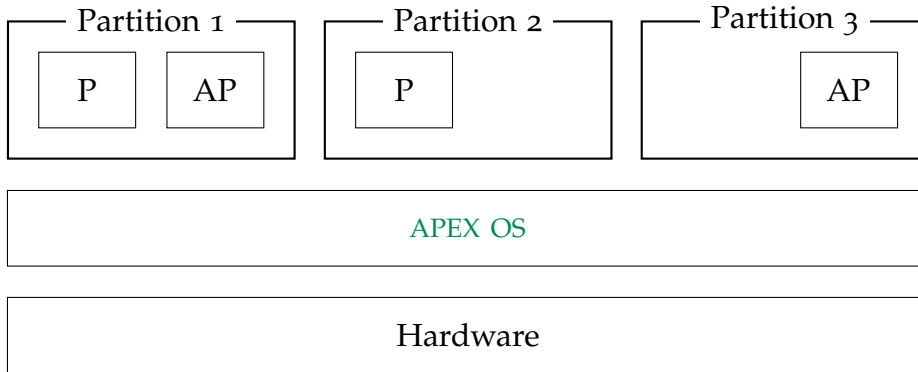 Partition 1 Partition 2 Partition 3
P AP P AP
APEX OS
Hardware